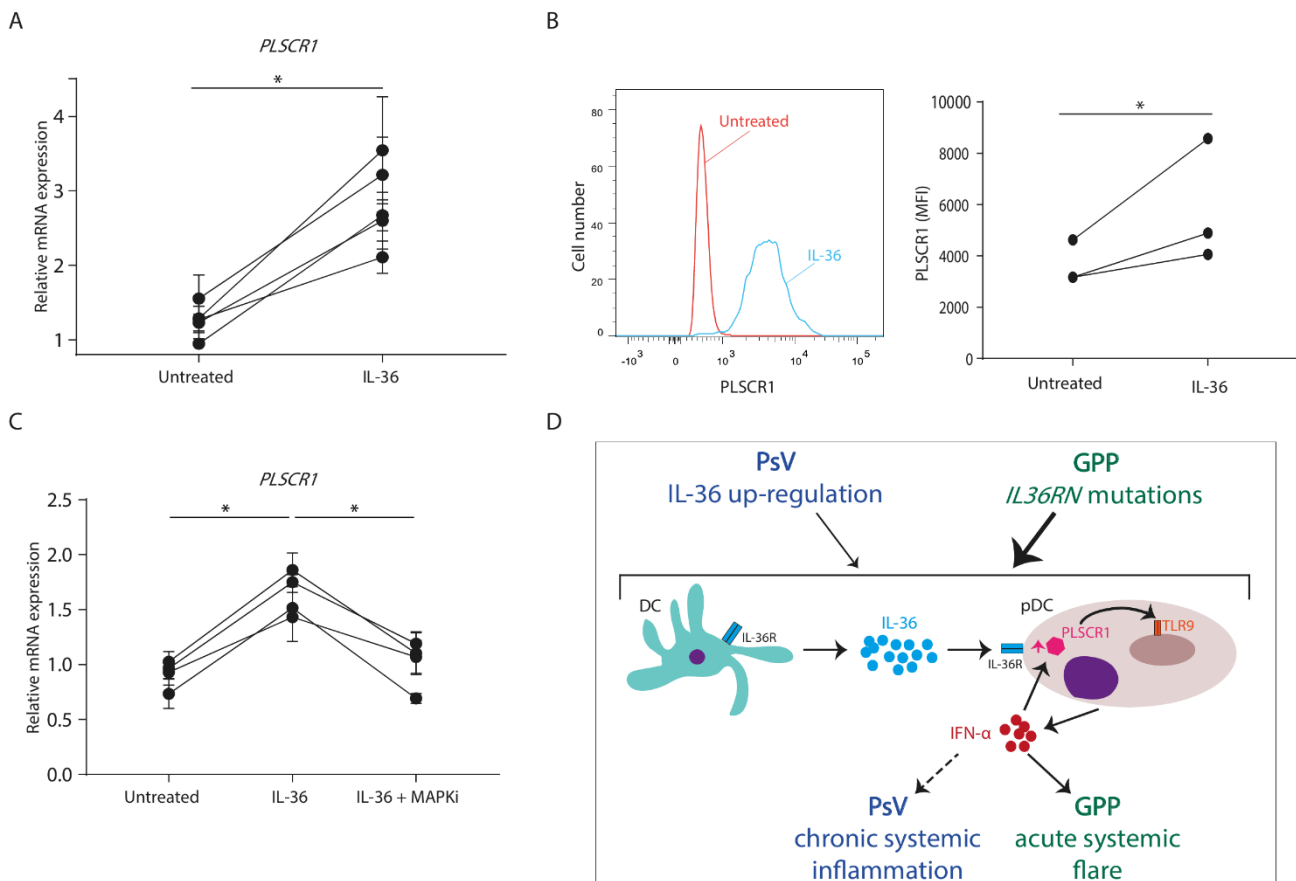 A
PLSCR1
*
Relative mRNA expression
4
3
2
1
Untreated
IL-36
B
Cell number
80
60
40
20
0
Untreated
IL-36
-10³
0
10³
10⁴
10⁵
PLSCR1
*
PLSCR1 (MFI)
10000
8000
6000
4000
2000
0
Untreated
IL-36
C
PLSCR1
*
*
Relative mRNA expression
2.5
2.0
1.5
1.0
0.5
0.0
Untreated
IL-36
IL-36 + MAPKi
D
PsV
IL-36 up-regulation
GPP
IL36RN mutations
DC
IL-36R
IL-36
pDC
IL-36R
PLSCR1
TLR9
IFN-α
PsV
chronic systemic
inflammation
GPP
acute systemic
flare